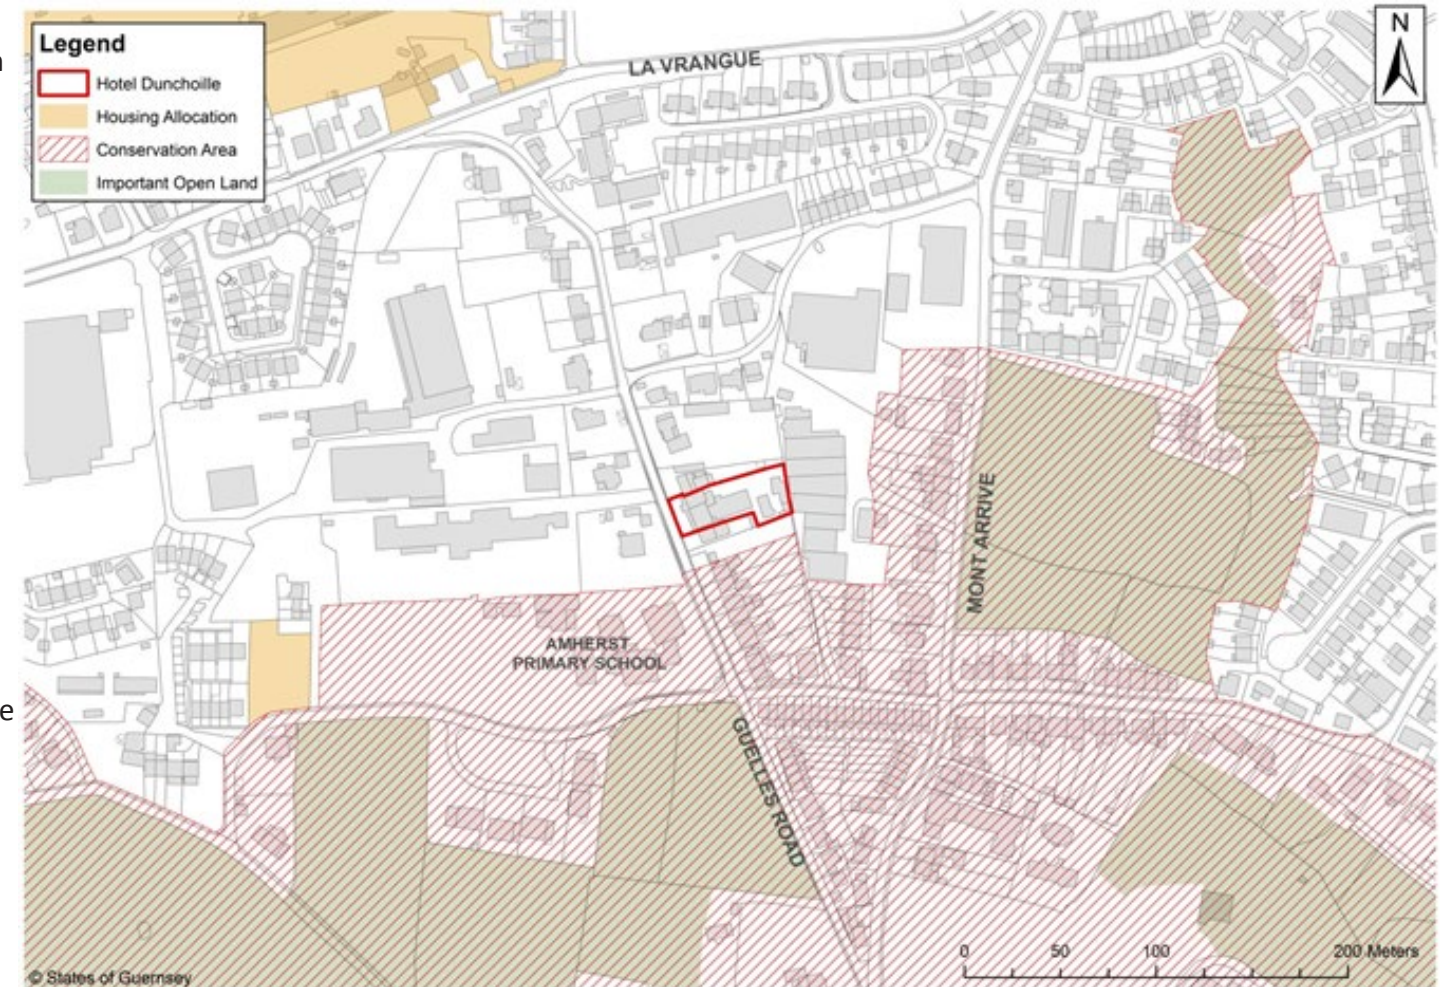 Legend
Hotel Dunchoille
Housing Allocation
Conservation Area
Important Open Land
N
LA VRANGUE
MONT ARRIVE
AMHERST
PRIMARY SCHOOL
GUELLES ROAD
0 50 100 200 Meters
© States of Guernsey